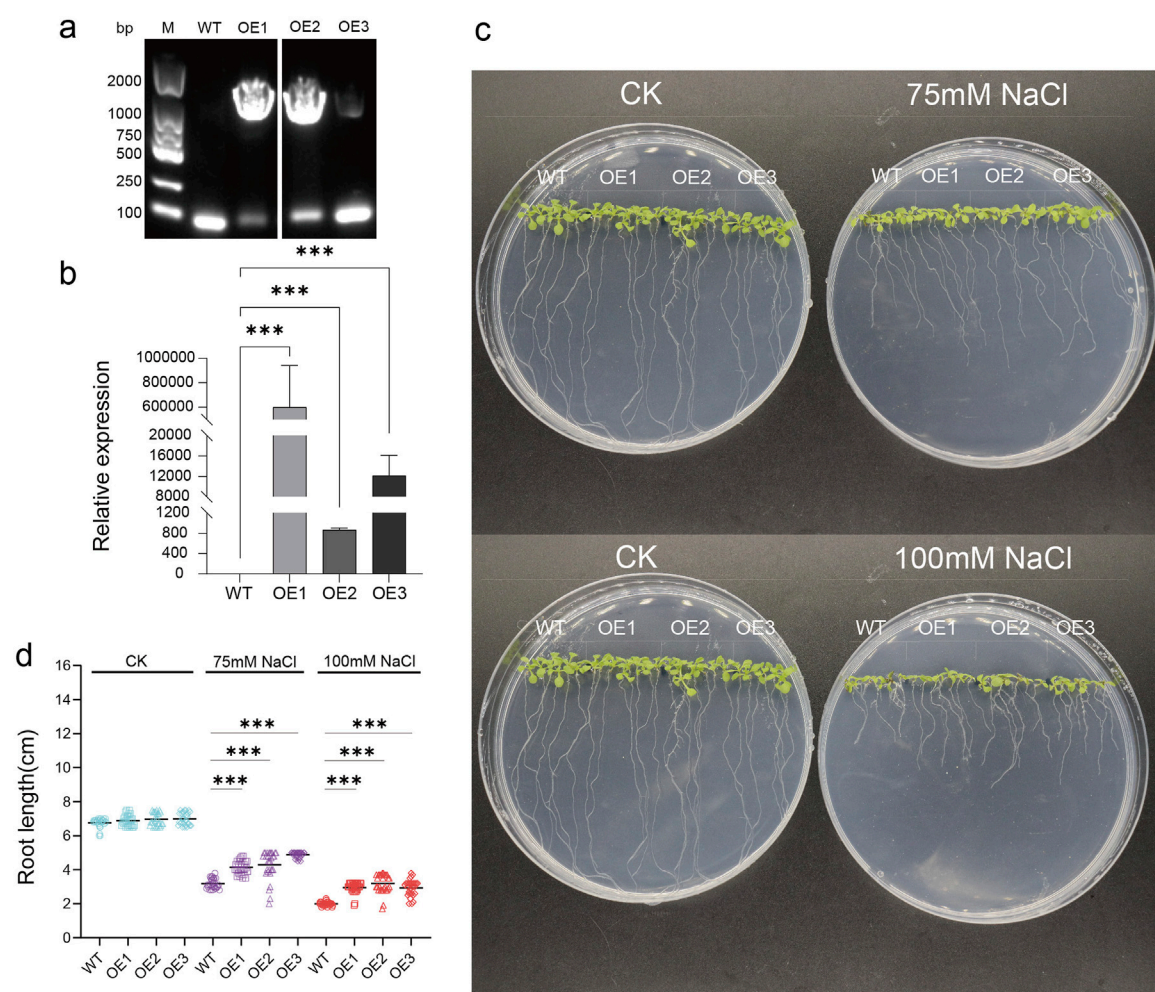 a
bp M WT OE1 OE2 OE3
2000
1000
750
500
250
100
b
***
***
***
Relative expression
1000000
800000
600000
20000
16000
12000
8000
1200
800
400
0
WT OE1 OE2 OE3
c
CK 75mM NaCl
WT OE1 OE2 OE3 WT OE1 OE2 OE3
CK 100mM NaCl
WT OE1 OE2 OE3 WT OE1 OE2 OE3
d
CK 75mM NaCl 100mM NaCl
*** ***
*** ***
*** ***
Root length(cm)
16
14
12
10
8
6
4
2
0
WT OE1 OE2 OE3 WT OE1 OE2 OE3 WT OE1 OE2 OE3